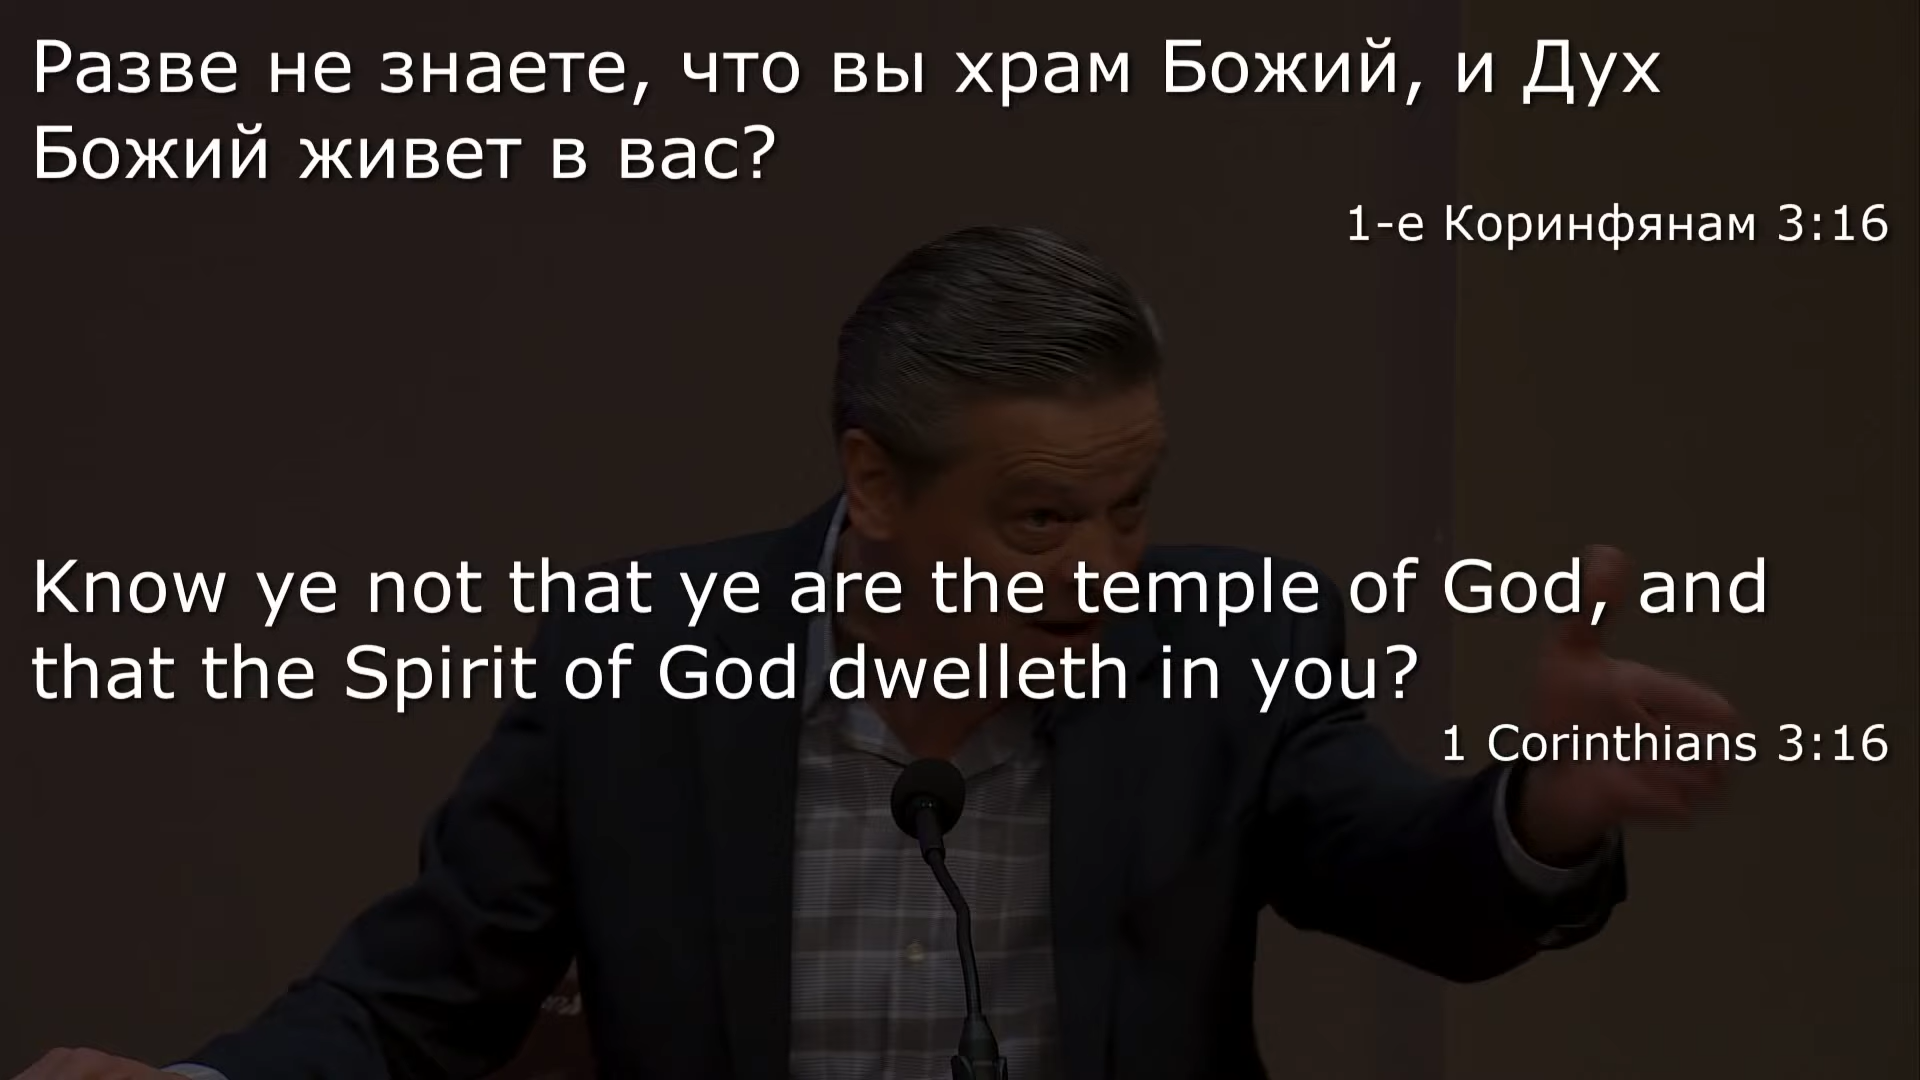 Разве не знаете, что вы храм Божий, и Дух
Божий живет в вас?
1-е Коринфянам 3:16
Know ye not that ye are the temple of God, and
that the Spirit of God dwelleth in you?
1 Corinthians 3:16